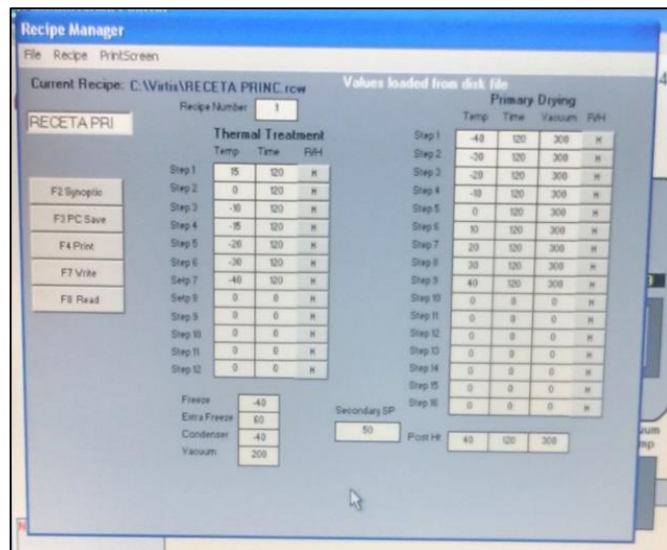 Recipe Manager
File Recipe PrintScreen
Current Recipe: C:\Virtis\RECETA PRINC.rcw
Values loaded from disk file
Recipe Number 1
RECETA PRI
F2 Synoptic
F3 PC Save
F4 Print
F7 Write
F8 Read
Thermal Treatment
Temp Time R/H
Step 1 15 120 H
Step 2 0 120 H
Step 3 -10 120 H
Step 4 -15 120 H
Step 5 -20 120 H
Step 6 -30 120 H
Setp 7 -40 120 H
Setp 8 0 0 H
Step 9 0 0 H
Step 10 0 0 H
Step 11 0 0 H
Step 12 0 0 H
Freeze -40
Extra Freeze 60
Condenser -40
Vacuum 200
Secondary SP
50
Primary Drying
Temp Time Vacuum R/H
Step 1 -40 120 300 H
Step 2 -30 120 300 H
Step 3 -20 120 300 H
Step 4 -10 120 300 H
Step 5 0 120 300 H
Step 6 10 120 300 H
Step 7 20 120 300 H
Step 8 30 120 300 H
Step 9 40 120 300 H
Step 10 0 0 0 H
Step 11 0 0 0 H
Step 12 0 0 0 H
Step 13 0 0 0 H
Step 14 0 0 0 H
Step 15 0 0 0 H
Step 16 0 0 0 H
Post Ht 40 120 300